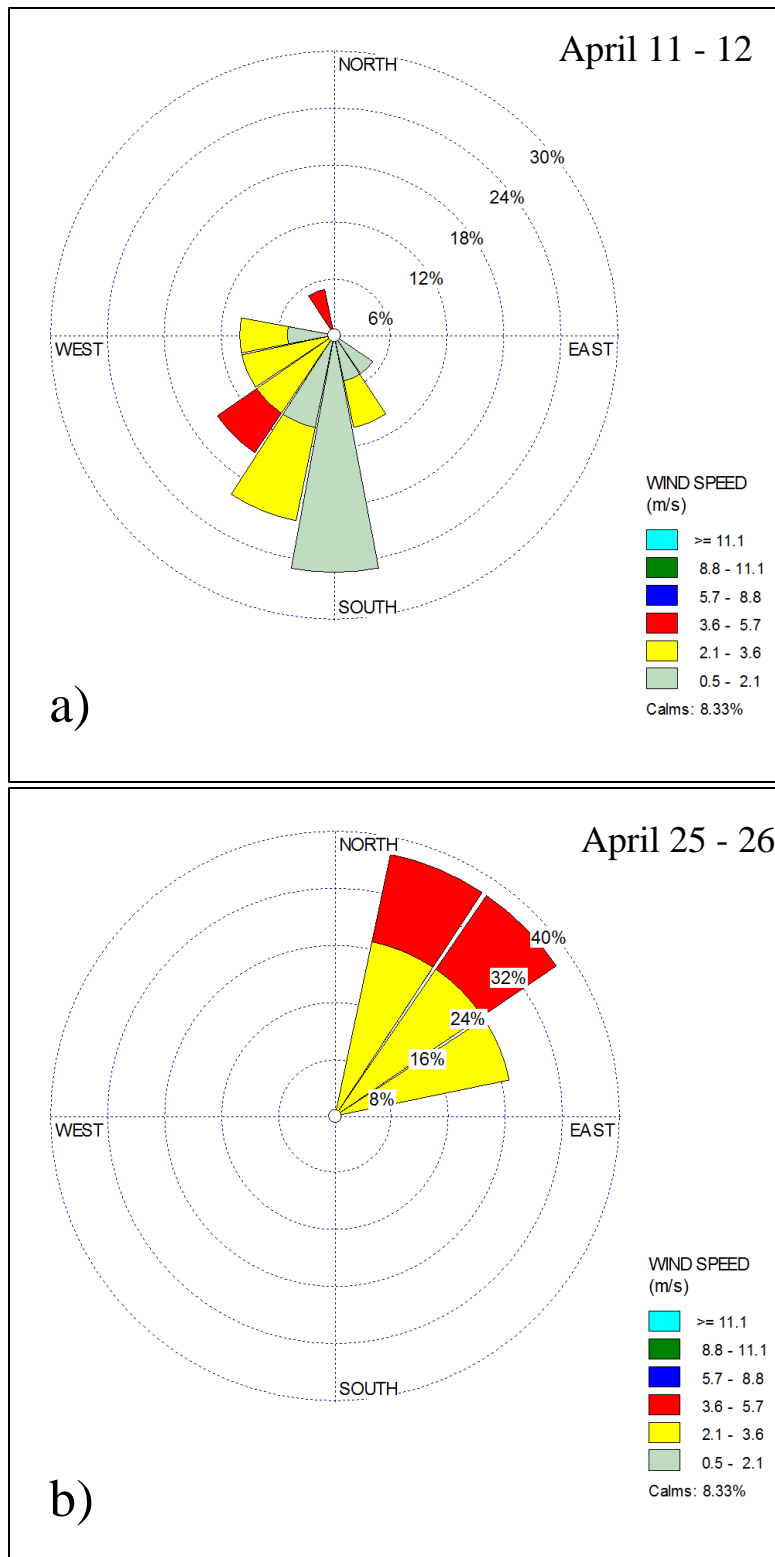 April 11 - 12
NORTH
30%
24%
18%
12%
6%
WEST
EAST
WIND SPEED
(m/s)
>= 11.1
8.8 - 11.1
5.7 - 8.8
3.6 - 5.7
2.1 - 3.6
0.5 - 2.1
Calms: 8.33%
SOUTH
a)
April 25 - 26
NORTH
40%
32%
24%
16%
8%
WEST
EAST
WIND SPEED
(m/s)
>= 11.1
8.8 - 11.1
5.7 - 8.8
3.6 - 5.7
2.1 - 3.6
0.5 - 2.1
Calms: 8.33%
SOUTH
b)